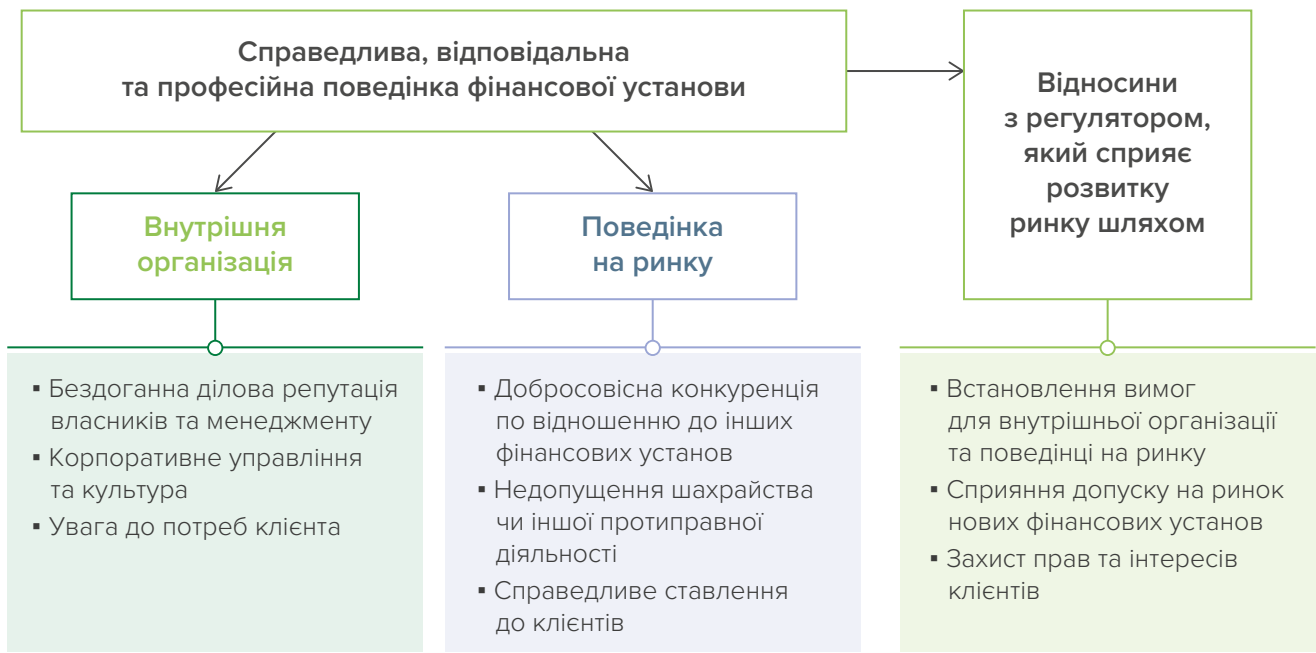 Справедлива, відповідальна
та професійна поведінка фінансової установи
Відносини
з регулятором,
який сприяє
розвитку
ринку шляхом
Внутрішня
організація
Поведінка
на ринку
▪ Бездоганна ділова репутація
власників та менеджменту
▪ Корпоративне управління
та культура
▪ Увага до потреб клієнта
▪ Добросовісна конкуренція
по відношенню до інших
фінансових установ
▪ Недопущення шахрайства
чи іншої протиправної
діяльності
▪ Справедливе ставлення
до клієнтів
▪ Встановлення вимог
для внутрішньої організації
та поведінці на ринку
▪ Сприяння допуску на ринок
нових фінансових установ
▪ Захист прав та інтересів
клієнтів